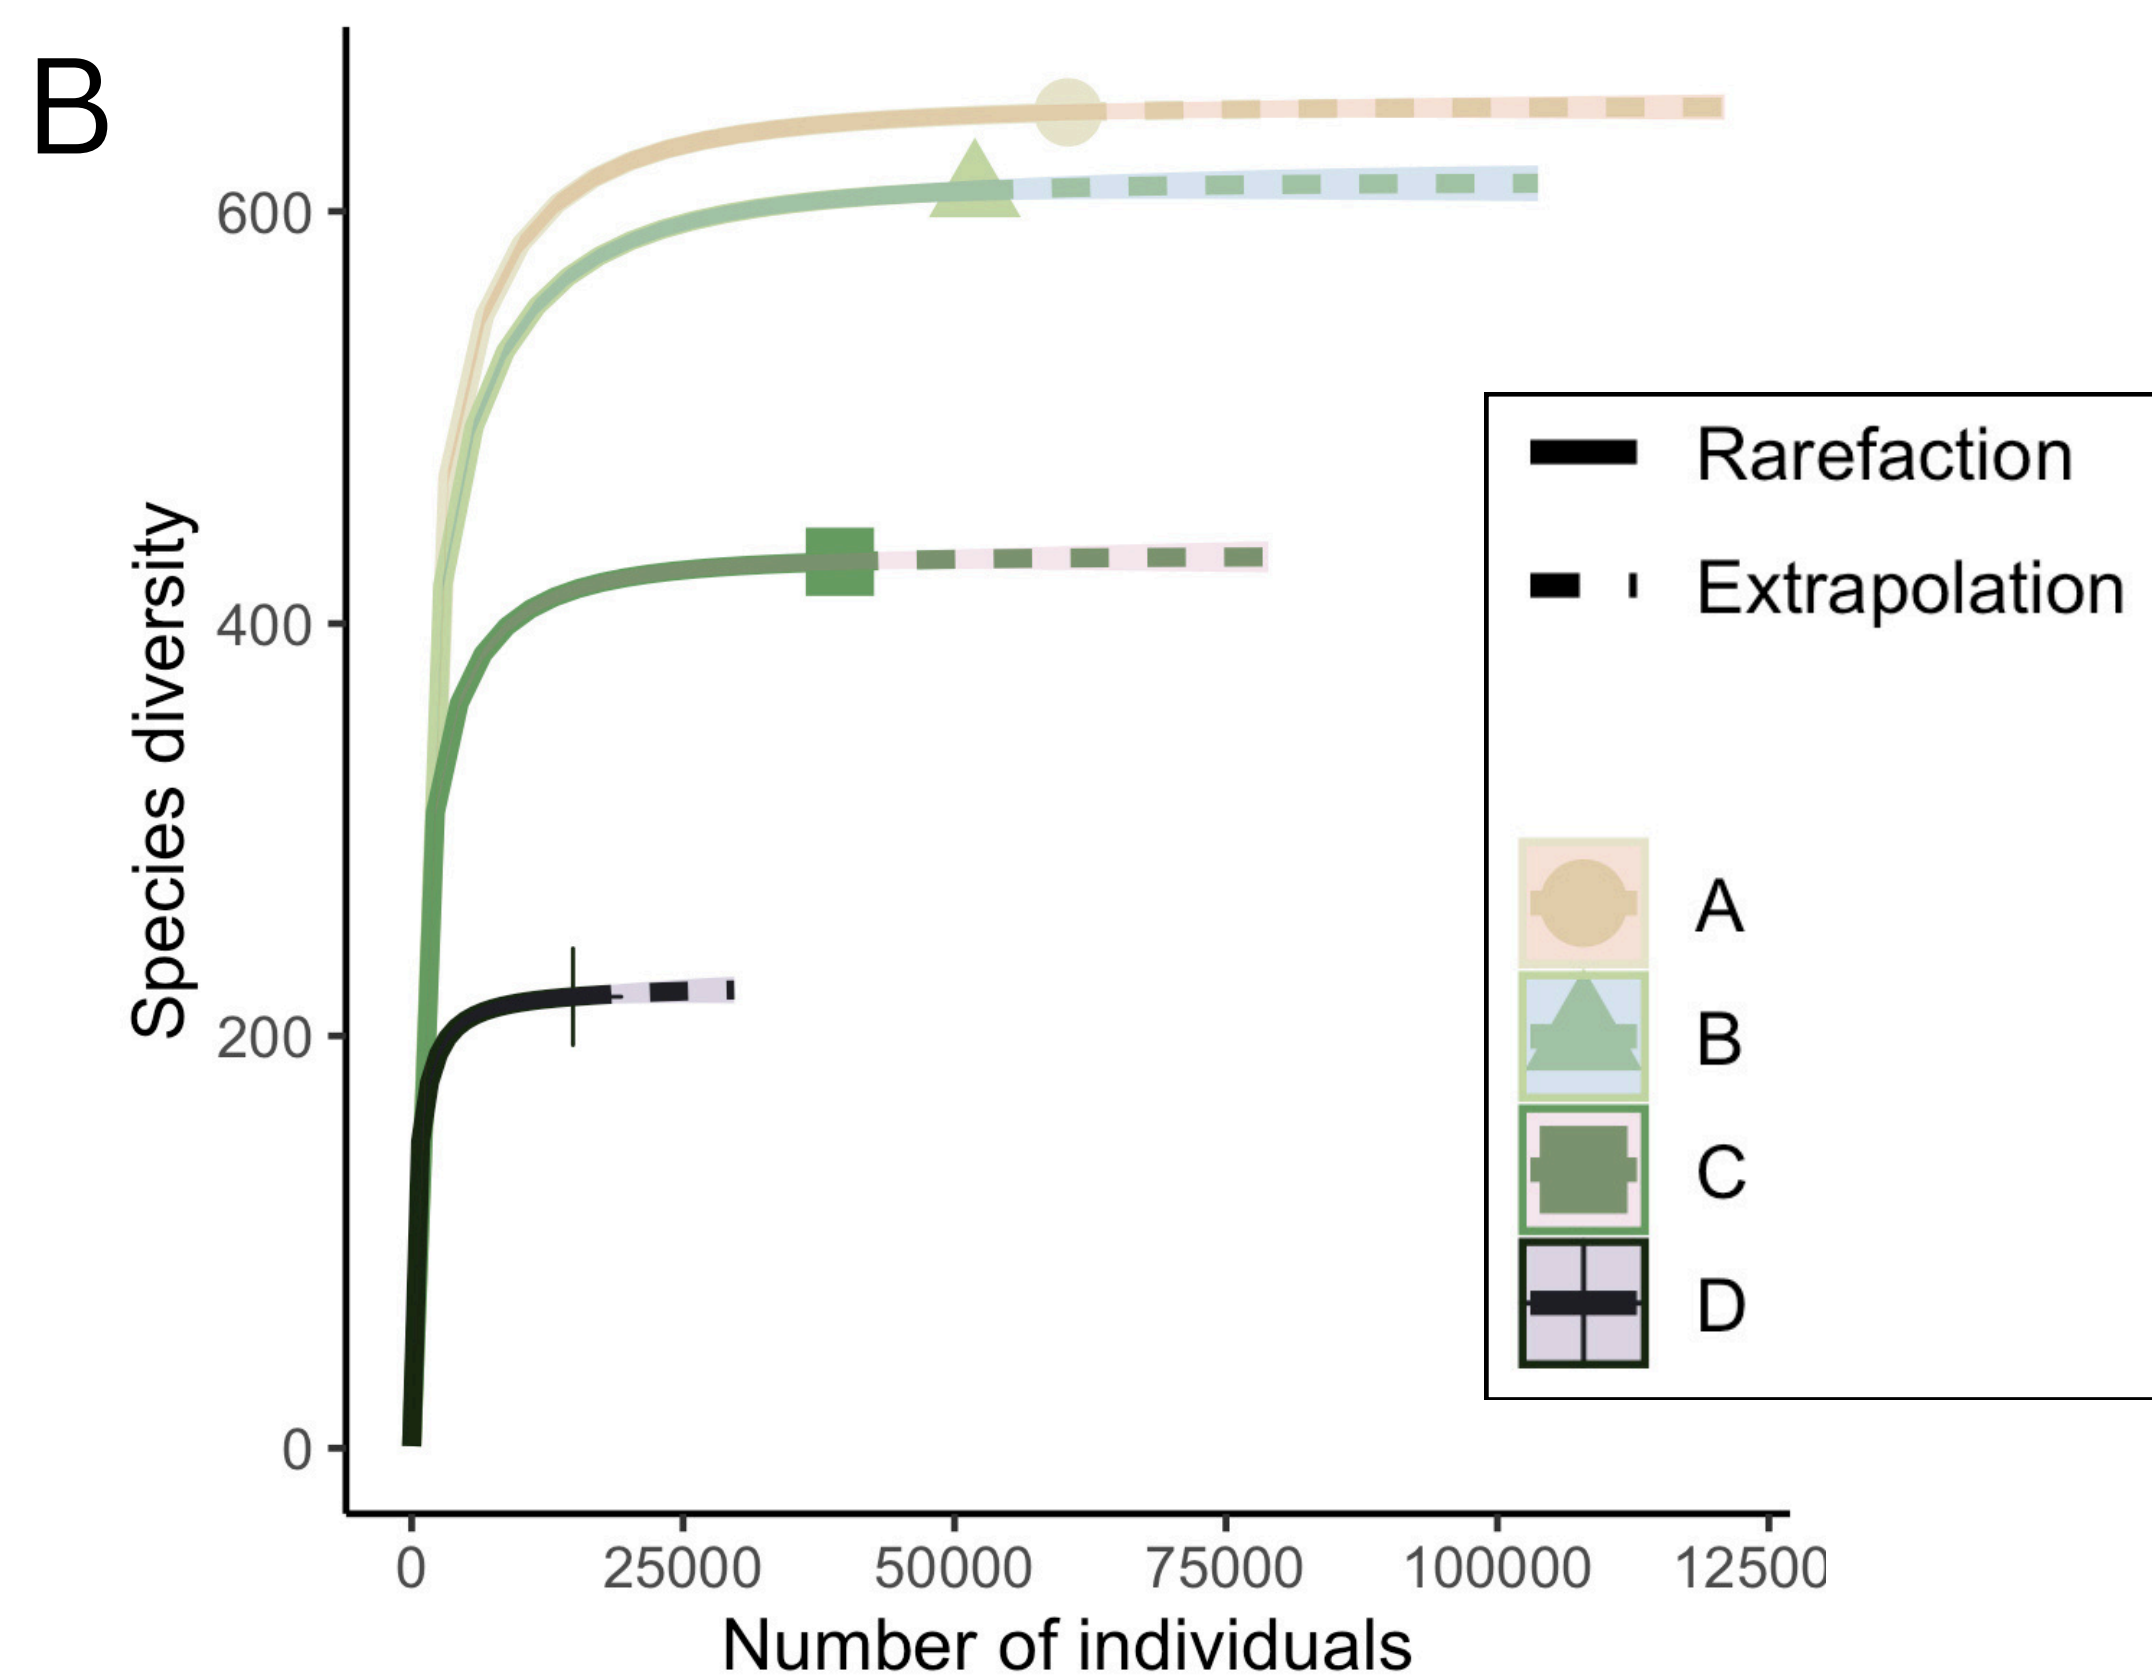 B
Species diversity
600
400
200
0
0 25000 50000 75000 100000 12500
Number of individuals
Rarefaction
Extrapolation
A
B
C
D